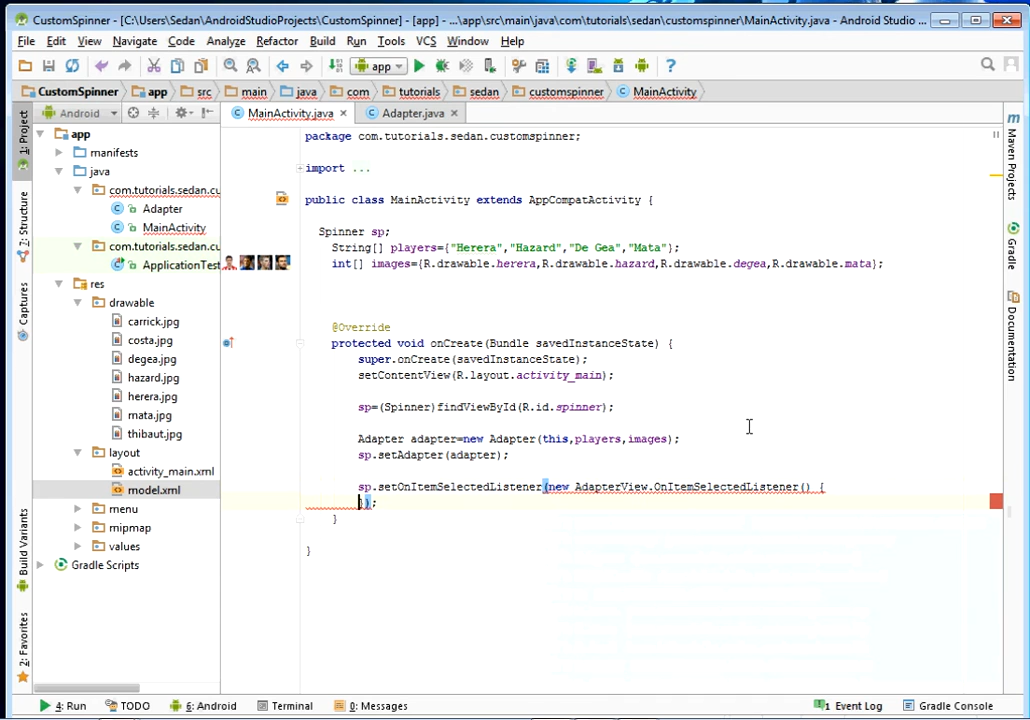 CustomSpinner - [C:\Users\Sedan\AndroidStudioProjects\CustomSpinner] - [app] - ...\app\src\main\java\com\tutorials\sedan\customspinner\MainActivity.java - Android Studio ...
File Edit View Navigate Code Analyze Refactor Build Run Tools VCS Window Help
app
CustomSpinner app src main java com tutorials sedan customspinner MainActivity
Android MainActivity.java Adapter.java
1: Project
7: Structure
Captures
Build Variants
2: Favorites
app
manifests
java
com.tutorials.sedan.cu
Adapter
MainActivity
com.tutorials.sedan.cu
ApplicationTest
res
drawable
carrick.jpg
costa.jpg
degea.jpg
hazard.jpg
herera.jpg
mata.jpg
thibaut.jpg
layout
activity_main.xml
model.xml
menu
mipmap
values
Gradle Scripts
package com.tutorials.sedan.customspinner;
import ...
public class MainActivity extends AppCompatActivity {
Spinner sp;
String[] players={"Herera","Hazard","De Gea","Mata"};
int[] images={R.drawable.herera,R.drawable.hazard,R.drawable.degea,R.drawable.mata};
@Override
protected void onCreate(Bundle savedInstanceState) {
super.onCreate(savedInstanceState);
setContentView(R.layout.activity_main);
sp=(Spinner)findViewById(R.id.spinner);
Adapter adapter=new Adapter(this,players,images);
sp.setAdapter(adapter);
sp.setOnItemSelectedListener(new AdapterView.OnItemSelectedListener() {
});
}
}
Maven Projects
Gradle
Documentation
4: Run TODO 6: Android Terminal 0: Messages 1 Event Log Gradle Console